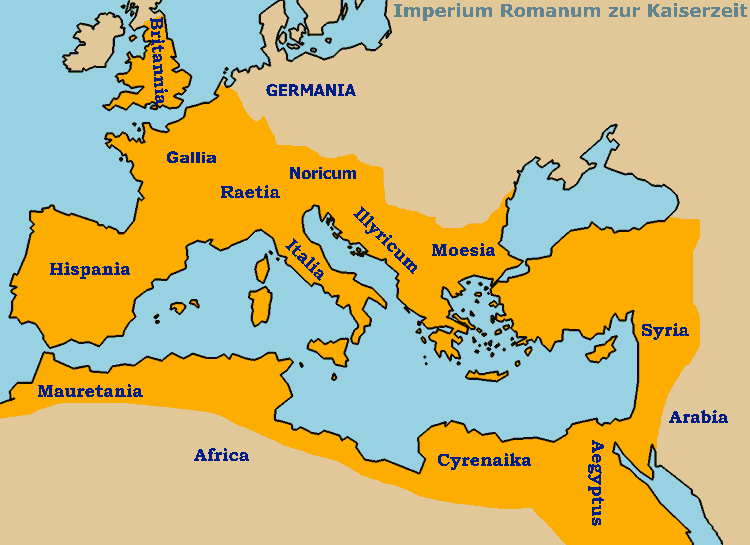 Imperium Romanum zur Kaiserzeit
Britannia
GERMANIA
Gallia
Noricum
Raetia
Illyricum
Moesia
Italia
Hispania
Syria
Mauretania
Arabia
Africa
Cyrenaika
Aegyptus